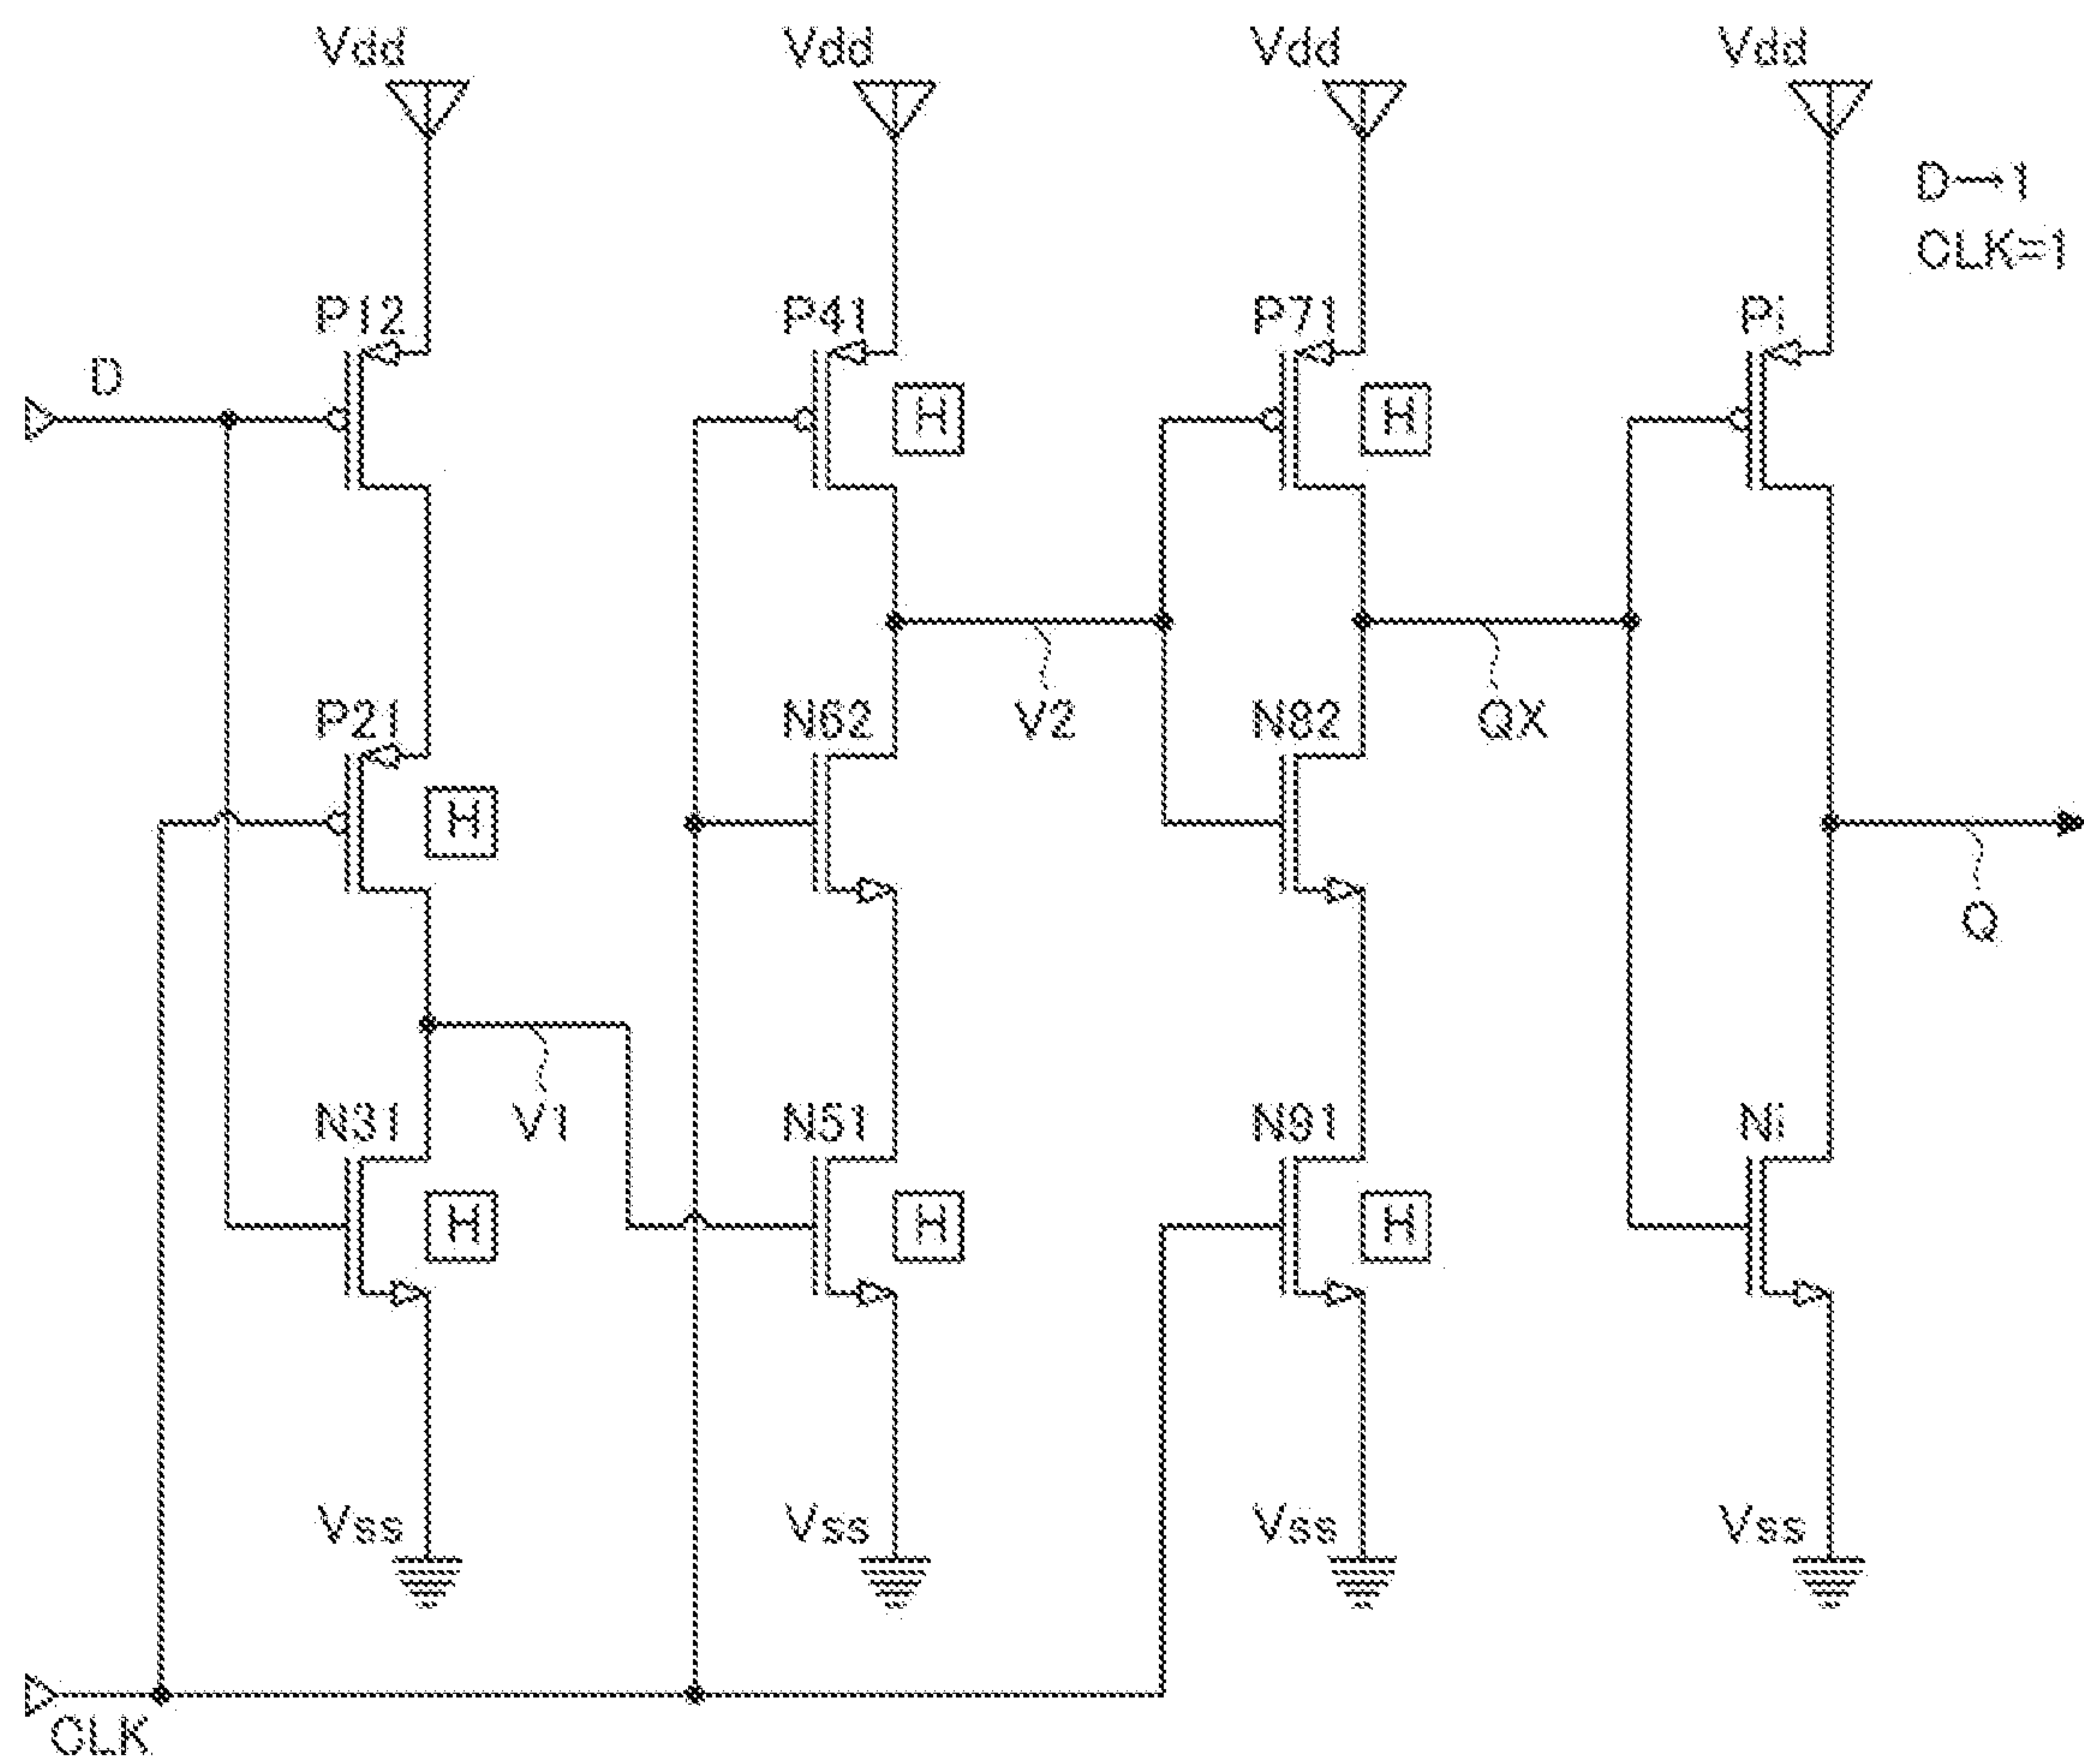 Vdd Vdd Vdd Vdd
D→1
CLK=1
P12 P41 P71 Pi
D
H H
P21 N62 V2 N82 QX
H
Q
N31 V1 N51 N91 Ni
H H H
Vss Vss Vss Vss
CLK